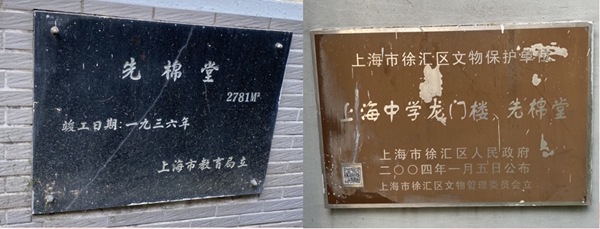 先棉堂
2781M²
竣工日期:一九三六年
上海市教育局立
上海市徐汇区文物保护单位
上海中学龙门楼、先棉堂
上海市徐汇区人民政府
二〇〇四年一月五日公布
上海市徐汇区文物管理委员会立